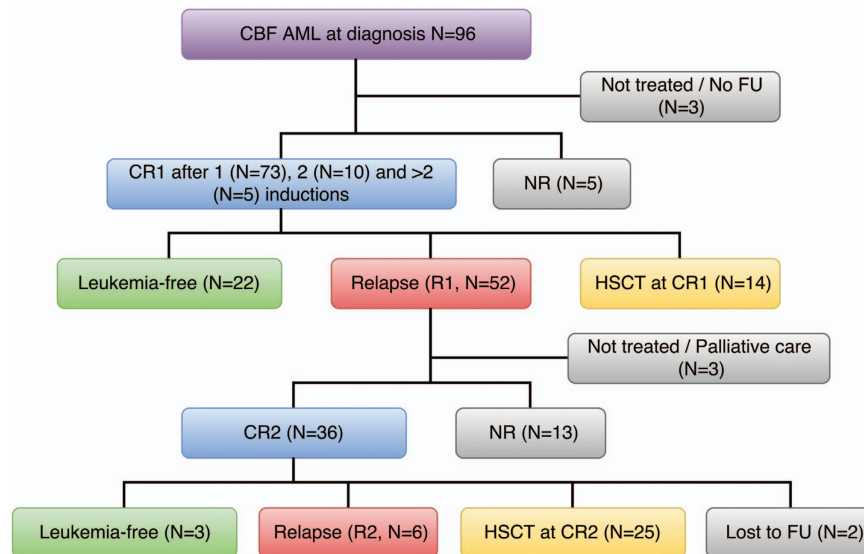 CBF AML at diagnosis N=96
Not treated / No FU
(N=3)
CR1 after 1 (N=73), 2 (N=10) and >2
(N=5) inductions
NR (N=5)
Leukemia-free (N=22)
Relapse (R1, N=52)
HSCT at CR1 (N=14)
Not treated / Palliative care
(N=3)
CR2 (N=36)
NR (N=13)
Leukemia-free (N=3)
Relapse (R2, N=6)
HSCT at CR2 (N=25)
Lost to FU (N=2)